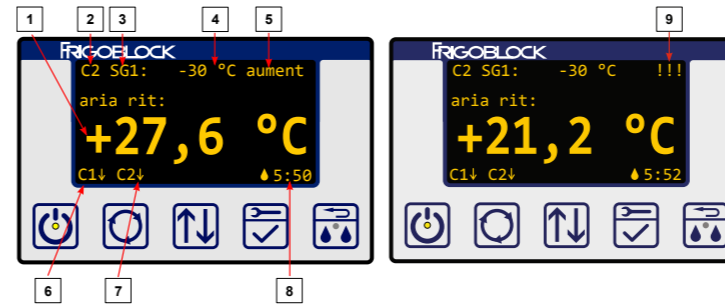 1 2 3 4 5
FRIGOBLOCK
C2 SG1: -30 °C aument
aria rit:
+27,6 °C
C1↓ C2↓ 5:50
6 7 8
9
FRIGOBLOCK
C2 SG1: -30 °C !!!
aria rit:
+21,2 °C
C1↓ C2↓ 5:52